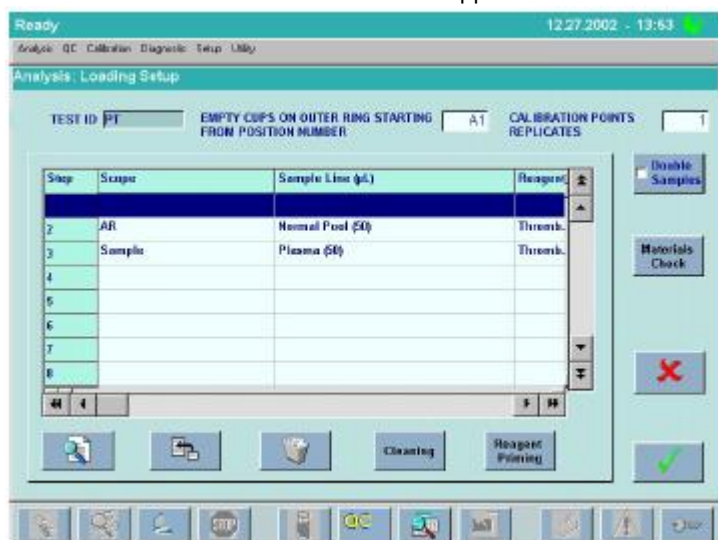 Ready 12.27.2002 - 13:53
Analysis QC Calibration Diagnostic Setup Utility
Analysis: Loading Setup
TEST ID PT EMPTY CUPS ON OUTER RING STARTING FROM POSITION NUMBER A1 CALIBRATION POINTS REPLICATES 1
Double Samples
Step Scope Sample Line (µL) Reagent
2 AR Normal Pool (50) Thromb.
3 Sample Plasma (50) Thromb.
Materials Check
4
5
6
7
8
Cleaning Reagent Priming
STOP QC